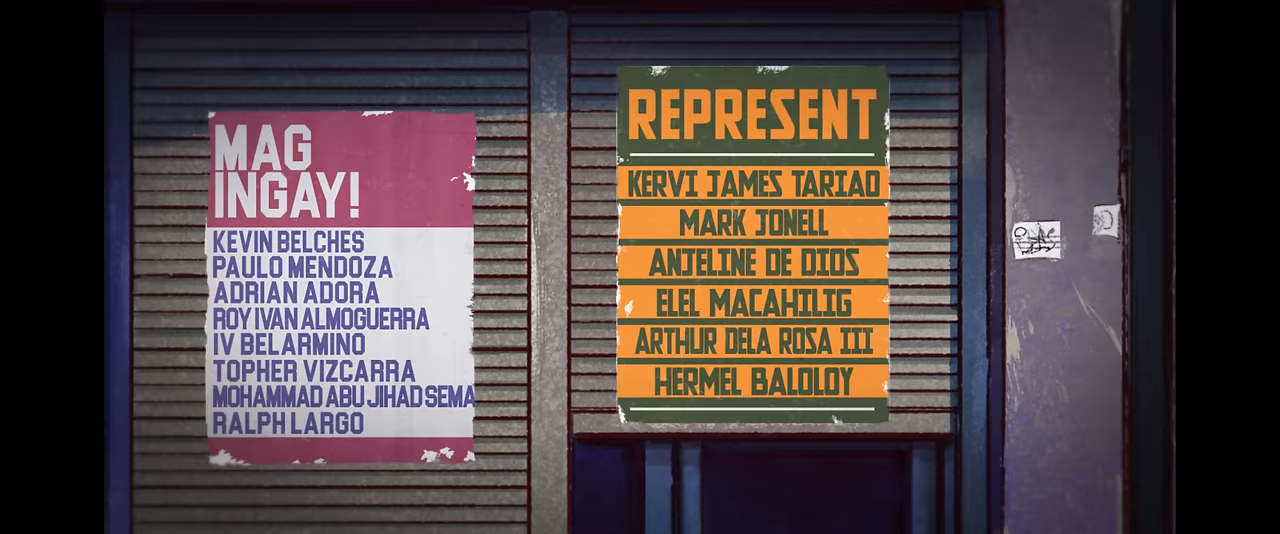 MAG
INGAY!
KEVIN BELCHES
PAULO MENDOZA
ADRIAN ADORA
ROY IVAN ALMOGUERRA
IV BELARMINO
TOPHER VIZCARRA
MOHAMMAD ABU JIHAD SEMA
RALPH LARGO
REPRESENT
KERVI JAMES TARIAO
MARK JONELL
ANJELINE DE DIOS
ELEL MACAHILIG
ARTHUR DELA ROSA III
HERMEL BALOLOY